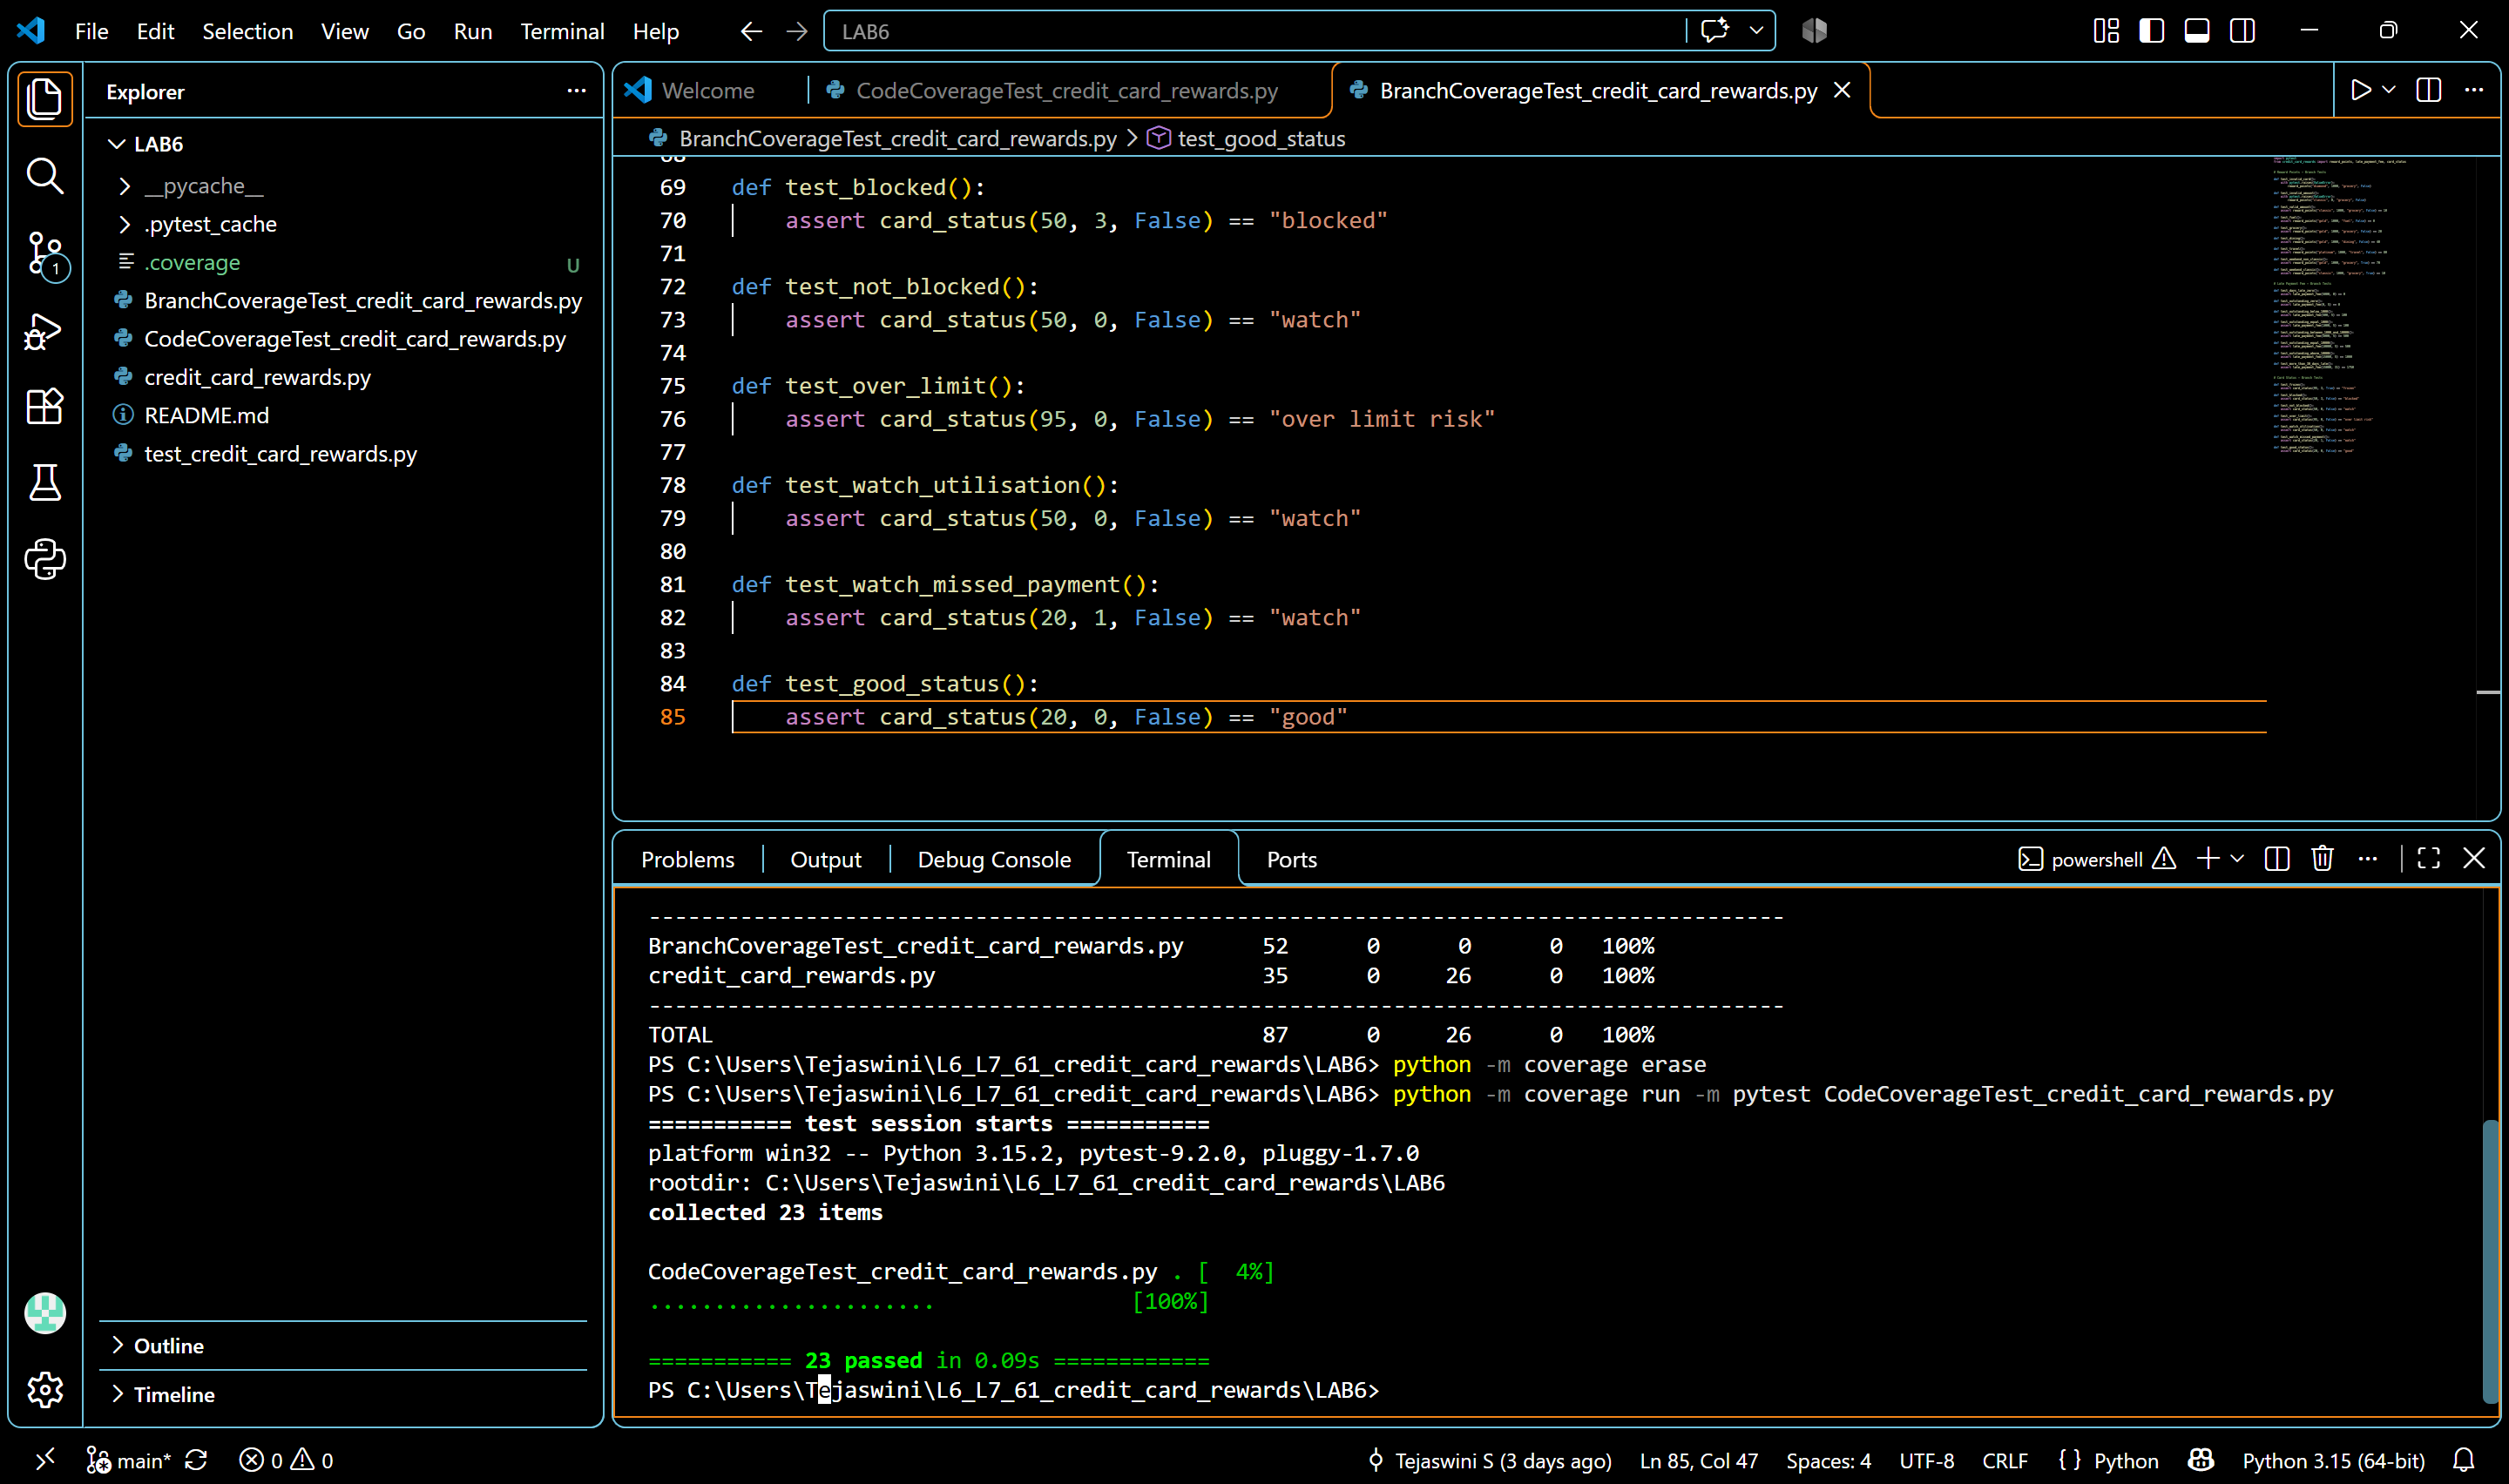 File Edit Selection View Go Run Terminal Help
LAB6
Explorer
LAB6
__pycache__
.pytest_cache
.coverage U
BranchCoverageTest_credit_card_rewards.py
CodeCoverageTest_credit_card_rewards.py
credit_card_rewards.py
README.md
test_credit_card_rewards.py
1
Outline
Timeline
Welcome
CodeCoverageTest_credit_card_rewards.py
BranchCoverageTest_credit_card_rewards.py
BranchCoverageTest_credit_card_rewards.py > test_good_status
69 def test_blocked():
70 assert card_status(50, 3, False) == "blocked"
71
72 def test_not_blocked():
73 assert card_status(50, 0, False) == "watch"
74
75 def test_over_limit():
76 assert card_status(95, 0, False) == "over limit risk"
77
78 def test_watch_utilisation():
79 assert card_status(50, 0, False) == "watch"
80
81 def test_watch_missed_payment():
82 assert card_status(20, 1, False) == "watch"
83
84 def test_good_status():
85 assert card_status(20, 0, False) == "good"
Problems Output Debug Console Terminal Ports
powershell
---------------------------------------------------------------------------------------
BranchCoverageTest_credit_card_rewards.py 52 0 0 0 100%
credit_card_rewards.py 35 0 26 0 100%
---------------------------------------------------------------------------------------
TOTAL 87 0 26 0 100%
PS C:\Users\Tejaswini\L6_L7_61_credit_card_rewards\LAB6> python -m coverage erase
PS C:\Users\Tejaswini\L6_L7_61_credit_card_rewards\LAB6> python -m coverage run -m pytest CodeCoverageTest_credit_card_rewards.py
=========== test session starts ===========
platform win32 -- Python 3.15.2, pytest-9.2.0, pluggy-1.7.0
rootdir: C:\Users\Tejaswini\L6_L7_61_credit_card_rewards\LAB6
collected 23 items
CodeCoverageTest_credit_card_rewards.py . [ 4%]
...................... [100%]
=========== 23 passed in 0.09s ============
PS C:\Users\Tejaswini\L6_L7_61_credit_card_rewards\LAB6>
main* 0 0
Tejaswini S (3 days ago) Ln 85, Col 47 Spaces: 4 UTF-8 CRLF {} Python Python 3.15 (64-bit)